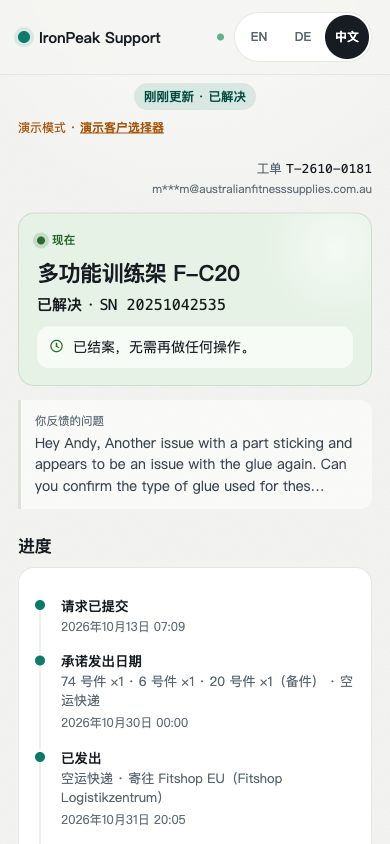 IronPeak Support
EN DE 中文
刚刚更新 · 已解决
演示模式 · 演示客户选择器
工单 T-2610-0181
m***m@australianfitnesssupplies.com.au
现在
多功能训练架 F-C20
已解决 · SN 20251042535
已结案，无需再做任何操作。
你反馈的问题
Hey Andy, Another issue with a part sticking and
appears to be an issue with the glue again. Can
you confirm the type of glue used for thes...
进度
请求已提交
2026年10月13日 07:09
承诺发出日期
74 号件 ×1 · 6 号件 ×1 · 20 号件 ×1（备件） · 空
运快递
2026年10月30日 00:00
已发出
空运快递 · 寄往 Fitshop EU（Fitshop
Logistikzentrum）
2026年10月31日 20:05